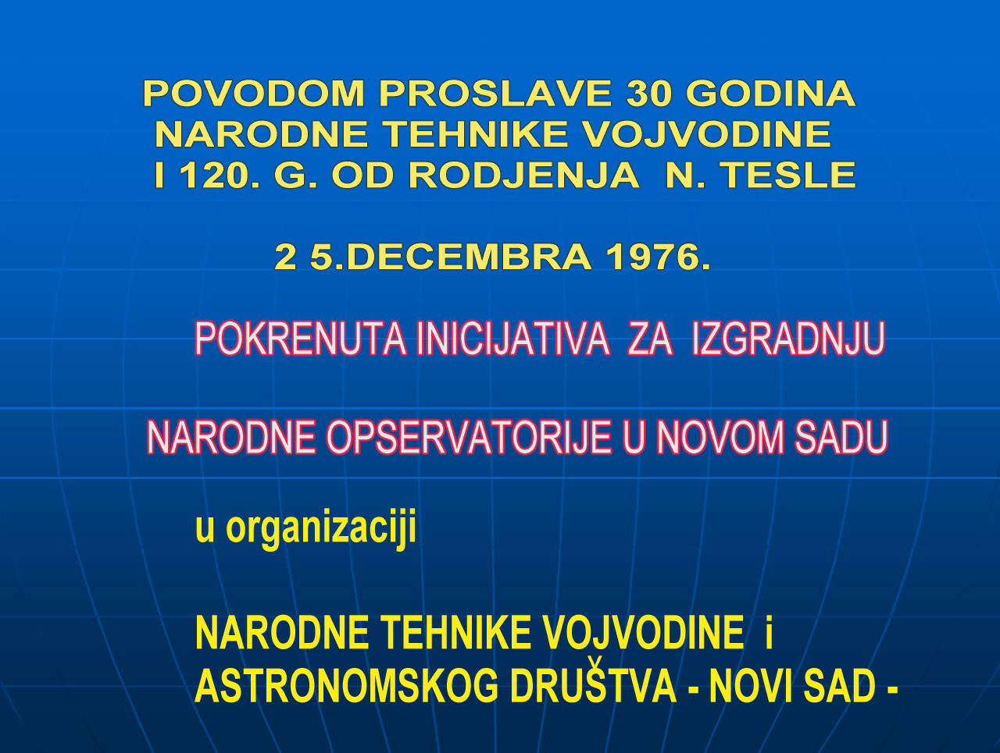 POVODOM PROSLAVE 30 GODINA
NARODNE TEHNIKE VOJVODINE
I 120. G. OD RODJENJA N. TESLE
2 5.DECEMBRA 1976.
POKRENUTA INICIJATIVA ZA IZGRADNJU
NARODNE OPSERVATORIJE U NOVOM SADU
u organizaciji
NARODNE TEHNIKE VOJVODINE i
ASTRONOMSKOG DRUŠTVA - NOVI SAD -